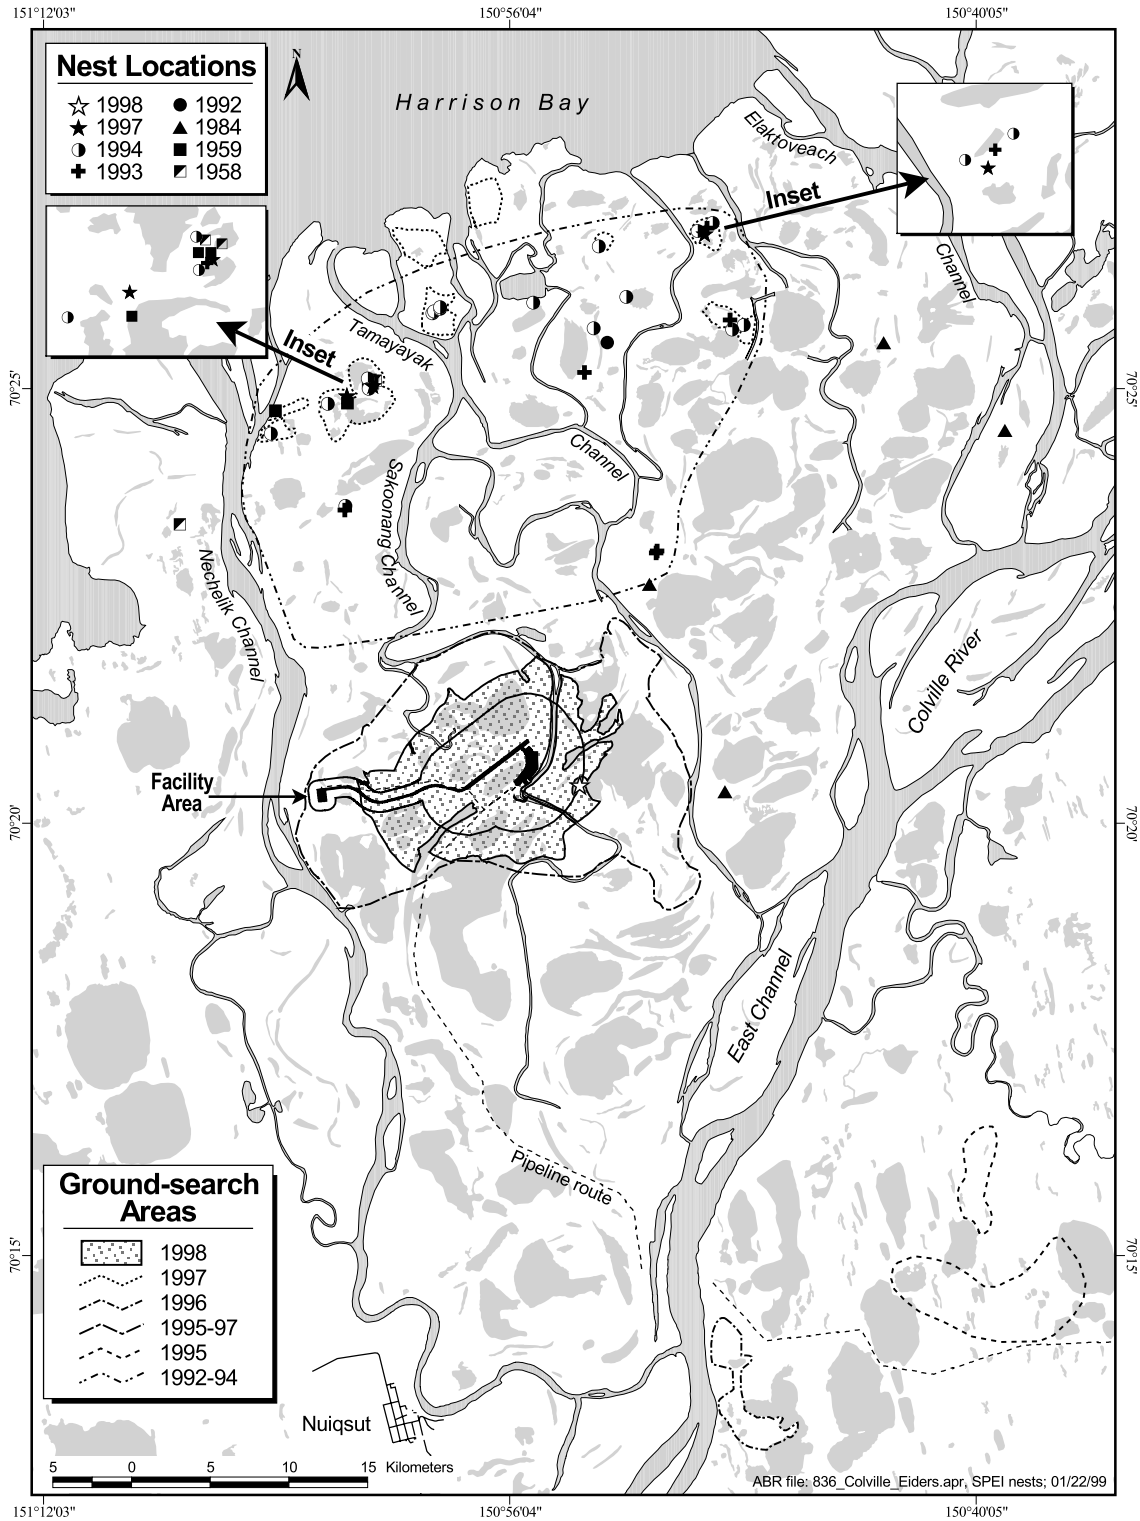 151°12'03"
150°56'04"
150°40'05"
Nest Locations
1998
1992
1997
1984
1994
1959
1993
1958
N
Harrison Bay
Elaktoveach
Channel
Inset
Inset
Tamayayak
Channel
70°25'
70°25'
Sakoonang Channel
Nechelik Channel
Colville River
Facility
Area
70°20'
70°20'
East Channel
Pipeline route
Ground-search
Areas
1998
1997
1996
1995-97
1995
1992-94
70°15'
70°15'
Nuiqsut
5 0 5 10 15 Kilometers
ABR file: 836_Colville_Eiders.apr, SPEI nests; 01/22/99
151°12'03"
150°56'04"
150°40'05"